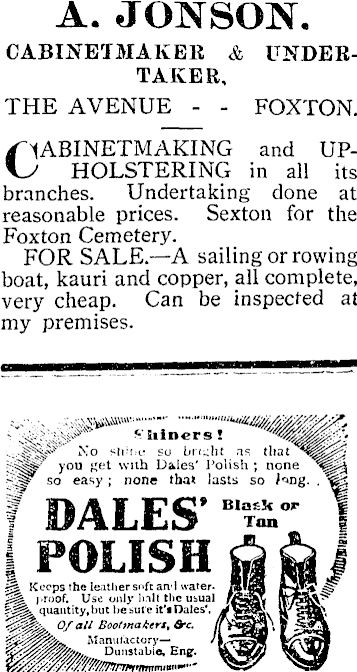 A. JONSON.
CABINETMAKER & UNDER-
TAKER,
THE AVENUE - - FOXTON.
CABINETMAKING and UP-
HOLSTERING in all its
branches. Undertaking done at
reasonable prices. Sexton for the
Foxton Cemetery.
FOR SALE.—A sailing or rowing
boat, kauri and copper, all complete,
very cheap. Can be inspected at
my premises.
Shiners!
No shine so bright as that
you get with Dales' Polish; none
so easy; none that lasts so long.
DALES'
POLISH
Black or
Tan
Keeps the leather soft and water-
proof. Use only half the usual
quantity, but be sure it's Dales'.
Of all Bootmakers, &c.
Manufactory—
Dunstable, Eng.